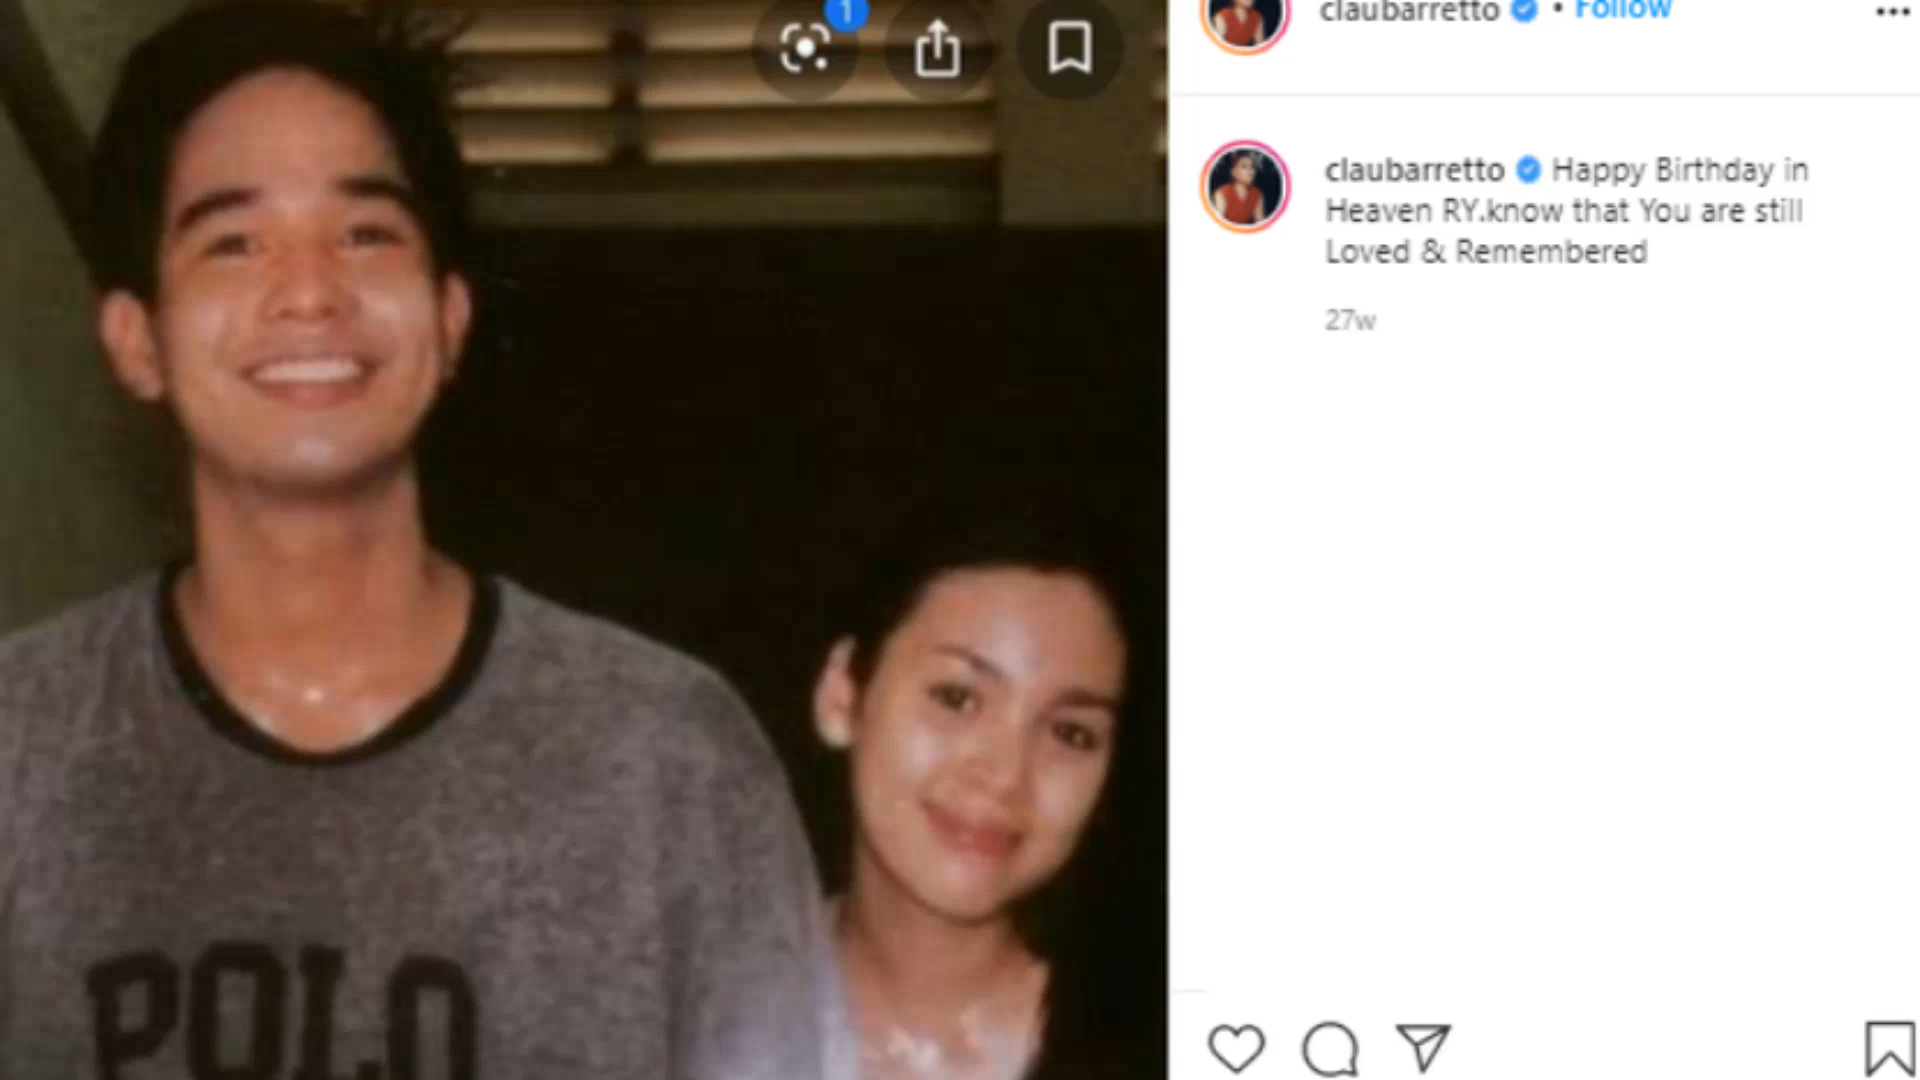 1
claubarretto • Follow
claubarretto Happy Birthday in
Heaven RY.know that You are still
Loved & Remembered
27w
POLO